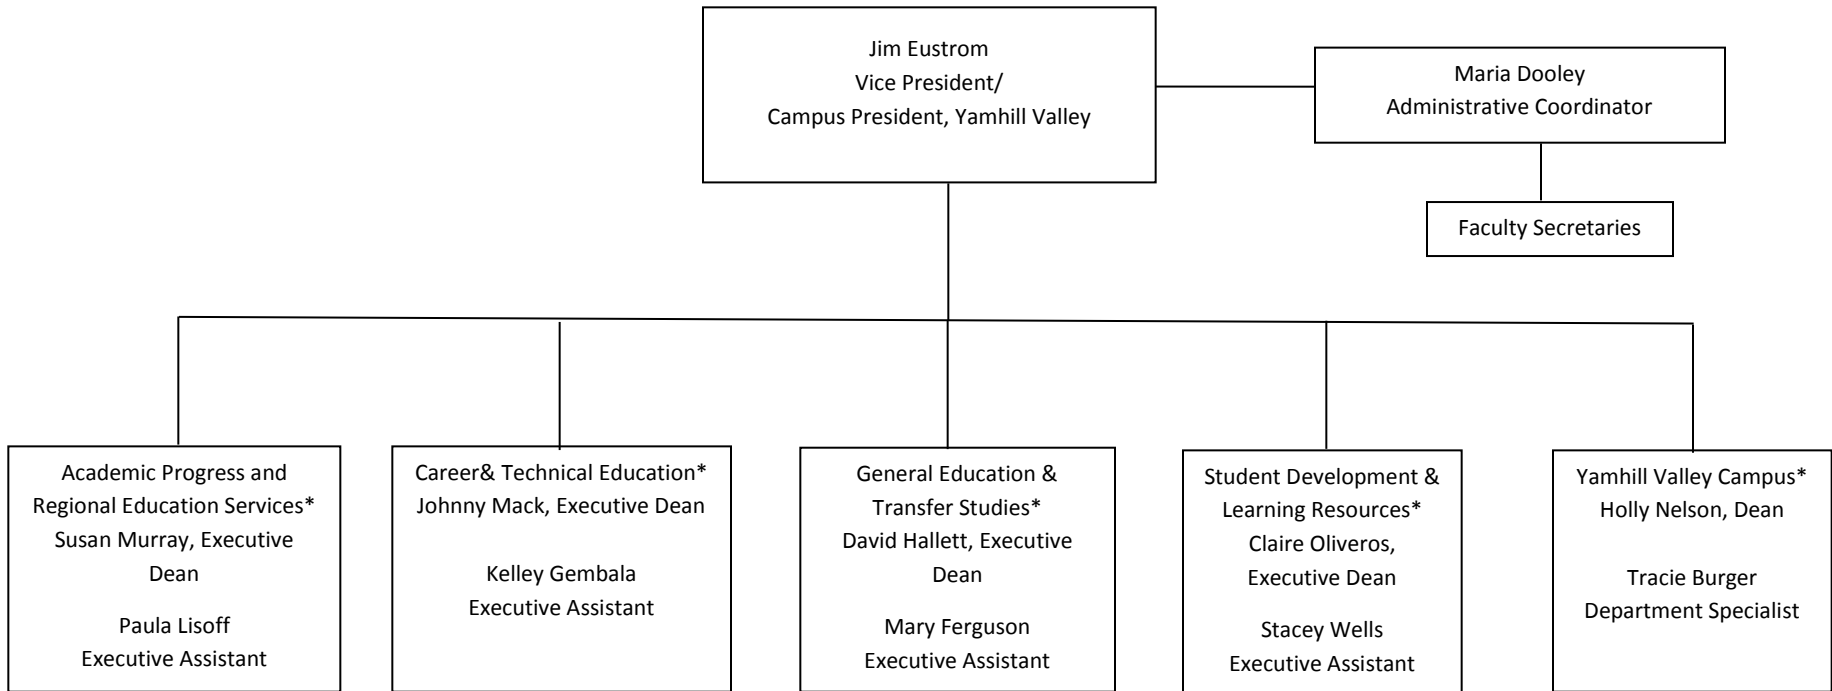 Jim Eustrom
Vice President/
Campus President, Yamhill Valley
Maria Dooley
Administrative Coordinator
Faculty Secretaries
Academic Progress and
Regional Education Services*
Susan Murray, Executive
Dean
Paula Lisoff
Executive Assistant
Career& Technical Education*
Johnny Mack, Executive Dean
Kelley Gembala
Executive Assistant
General Education &
Transfer Studies*
David Hallett, Executive
Dean
Mary Ferguson
Executive Assistant
Student Development &
Learning Resources*
Claire Oliveros,
Executive Dean
Stacey Wells
Executive Assistant
Yamhill Valley Campus*
Holly Nelson, Dean
Tracie Burger
Department Specialist